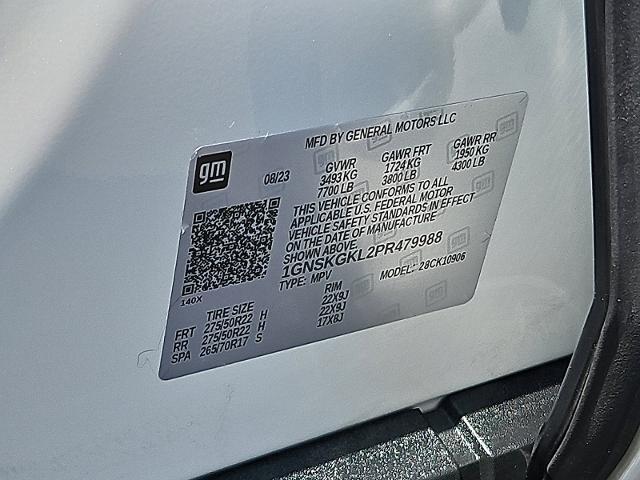 gm
MFD BY GENERAL MOTORS LLC
08/23
GVWR GAWR FRT GAWR RR
3493 KG 1724 KG 1950 KG
7700 LB 3800 LB 4300 LB
THIS VEHICLE CONFORMS TO ALL
APPLICABLE U.S. FEDERAL MOTOR
VEHICLE SAFETY STANDARDS IN EFFECT
ON THE DATE OF MANUFACTURE
SHOWN ABOVE.
1GNSKGKL2PR479988
TYPE: MPV MODEL: 28CK10906
140X
TIRE SIZE RIM
FRT 275/50R22 H 22X9J
RR 275/50R22 H 22X9J
SPA 265/70R17 S 17X8J